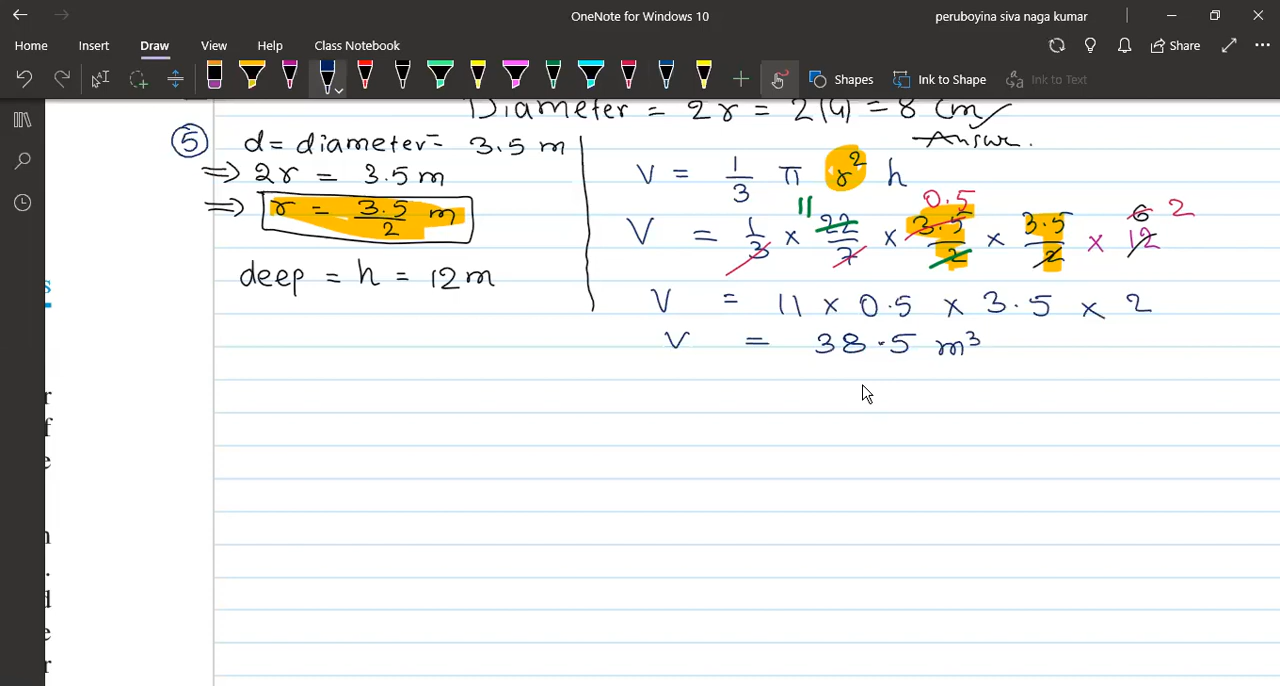 OneNote for Windows 10
peruboyina siva naga kumar
Home Insert Draw View Help Class Notebook
Share
Shapes Ink to Shape Ink to Text
Diameter = 2r = 2(4) = 8 cm
Answer.
5 d = diameter = 3.5 m
⇒ 2r = 3.5 m
⇒ r = 3.5/2 m
deep = h = 12 m
V = 1/3 π r² h
11 0.5 6 2
V = 1/3 × 22/7 × 3.5/2 × 3.5/2 × 12
V = 11 × 0.5 × 3.5 × 2
V = 38.5 m³
s
r
f
e
n
.
d
e
r